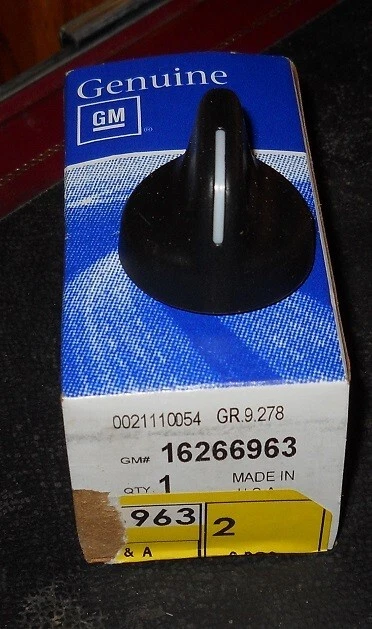 Genuine
GM ®
0021110054 GR.9.278
GM# 16266963
QTY 1 MADE IN
U.S.A.
963 2
& A